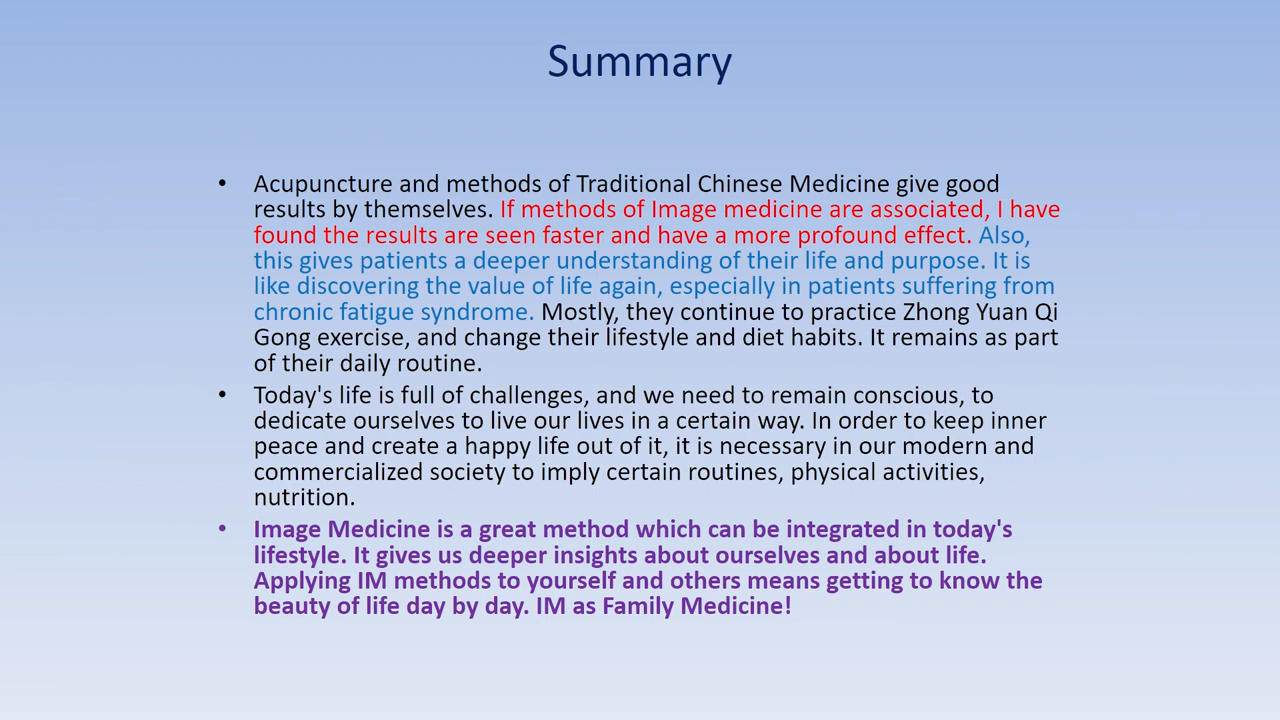 Summary
• Acupuncture and methods of Traditional Chinese Medicine give good
results by themselves. If methods of Image medicine are associated, I have
found the results are seen faster and have a more profound effect. Also,
this gives patients a deeper understanding of their life and purpose. It is
like discovering the value of life again, especially in patients suffering from
chronic fatigue syndrome. Mostly, they continue to practice Zhong Yuan Qi
Gong exercise, and change their lifestyle and diet habits. It remains as part
of their daily routine.
• Today's life is full of challenges, and we need to remain conscious, to
dedicate ourselves to live our lives in a certain way. In order to keep inner
peace and create a happy life out of it, it is necessary in our modern and
commercialized society to imply certain routines, physical activities,
nutrition.
• Image Medicine is a great method which can be integrated in today's
lifestyle. It gives us deeper insights about ourselves and about life.
Applying IM methods to yourself and others means getting to know the
beauty of life day by day. IM as Family Medicine!